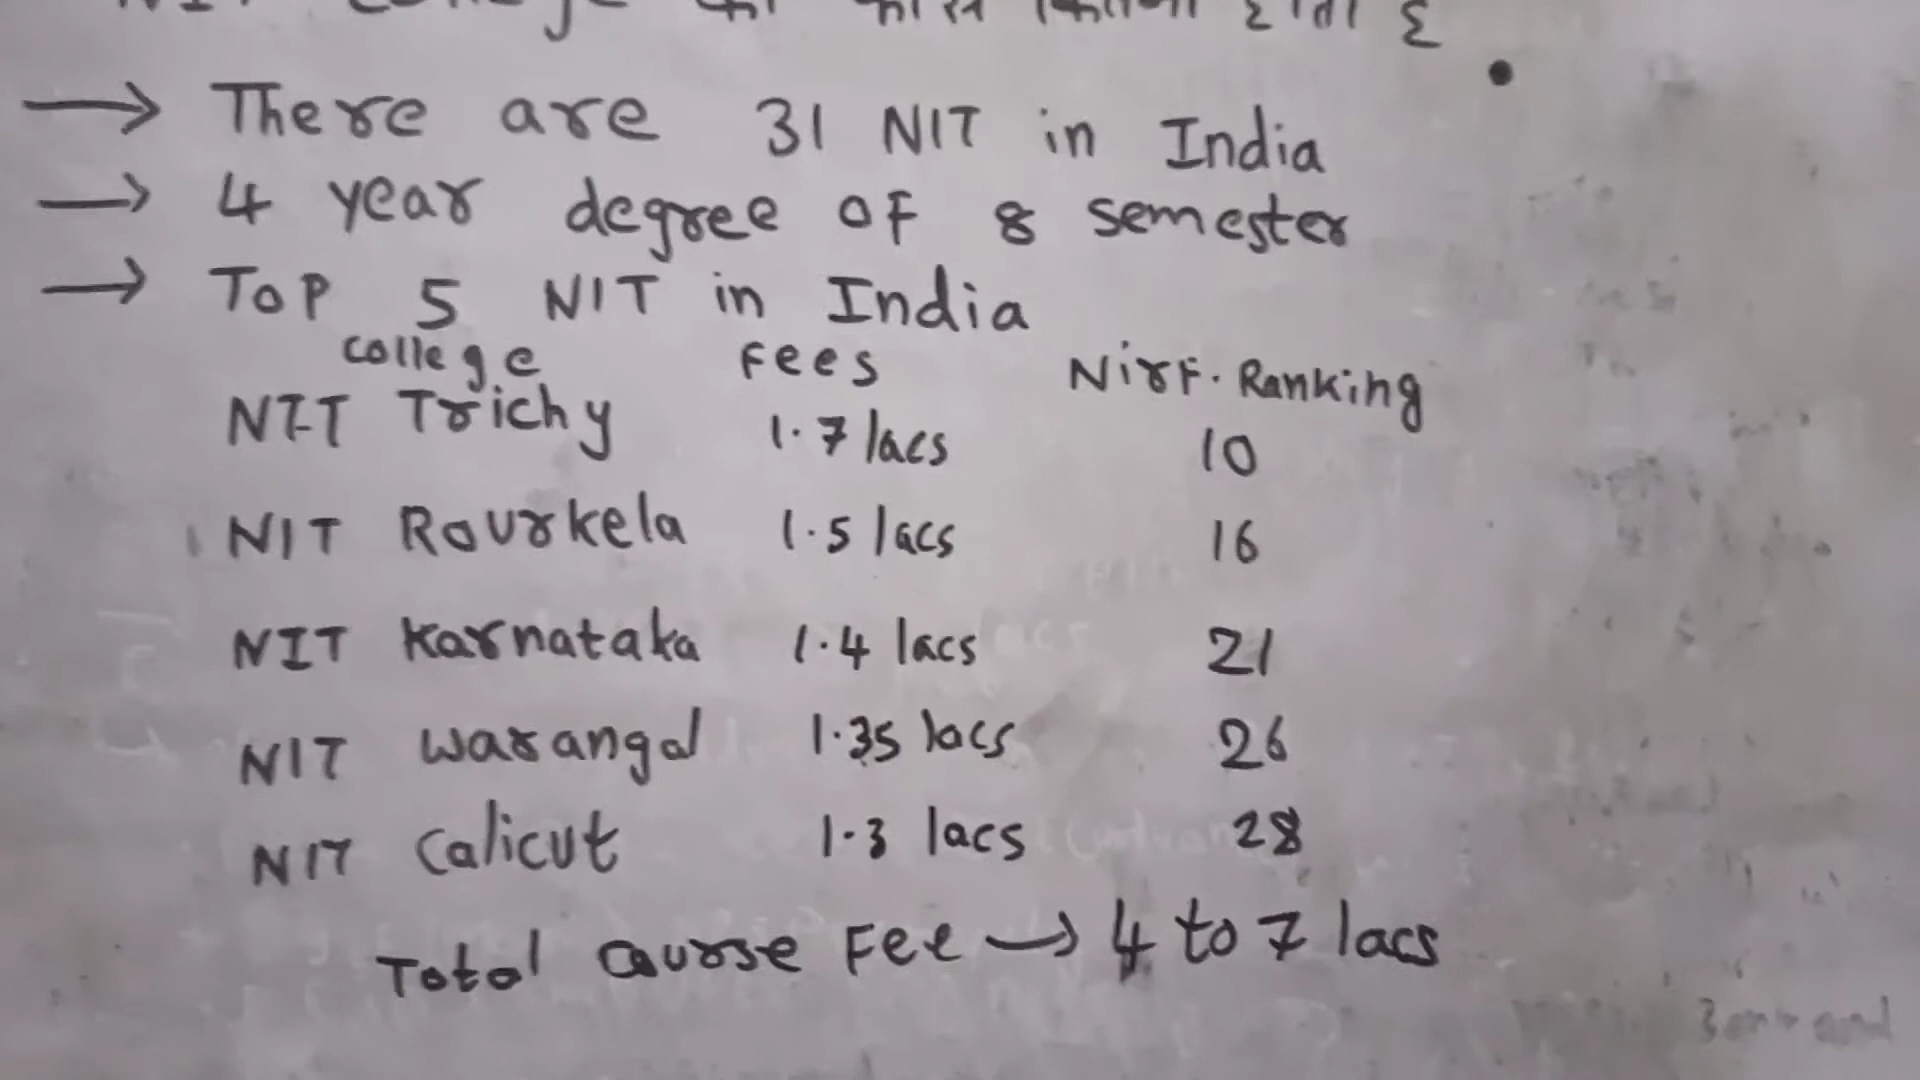 NIT College की फीस कितनी होती है
→ There are 31 NIT in India
→ 4 year degree of 8 semester
→ Top 5 NIT in India
college Fees Nirf. Ranking
NIT Trichy 1.7 lacs 10
NIT Rourkela 1.5 lacs 16
NIT Karnataka 1.4 lacs 21
NIT Warangal 1.35 lacs 26
NIT Calicut 1.3 lacs 28
Total Course Fee → 4 to 7 lacs